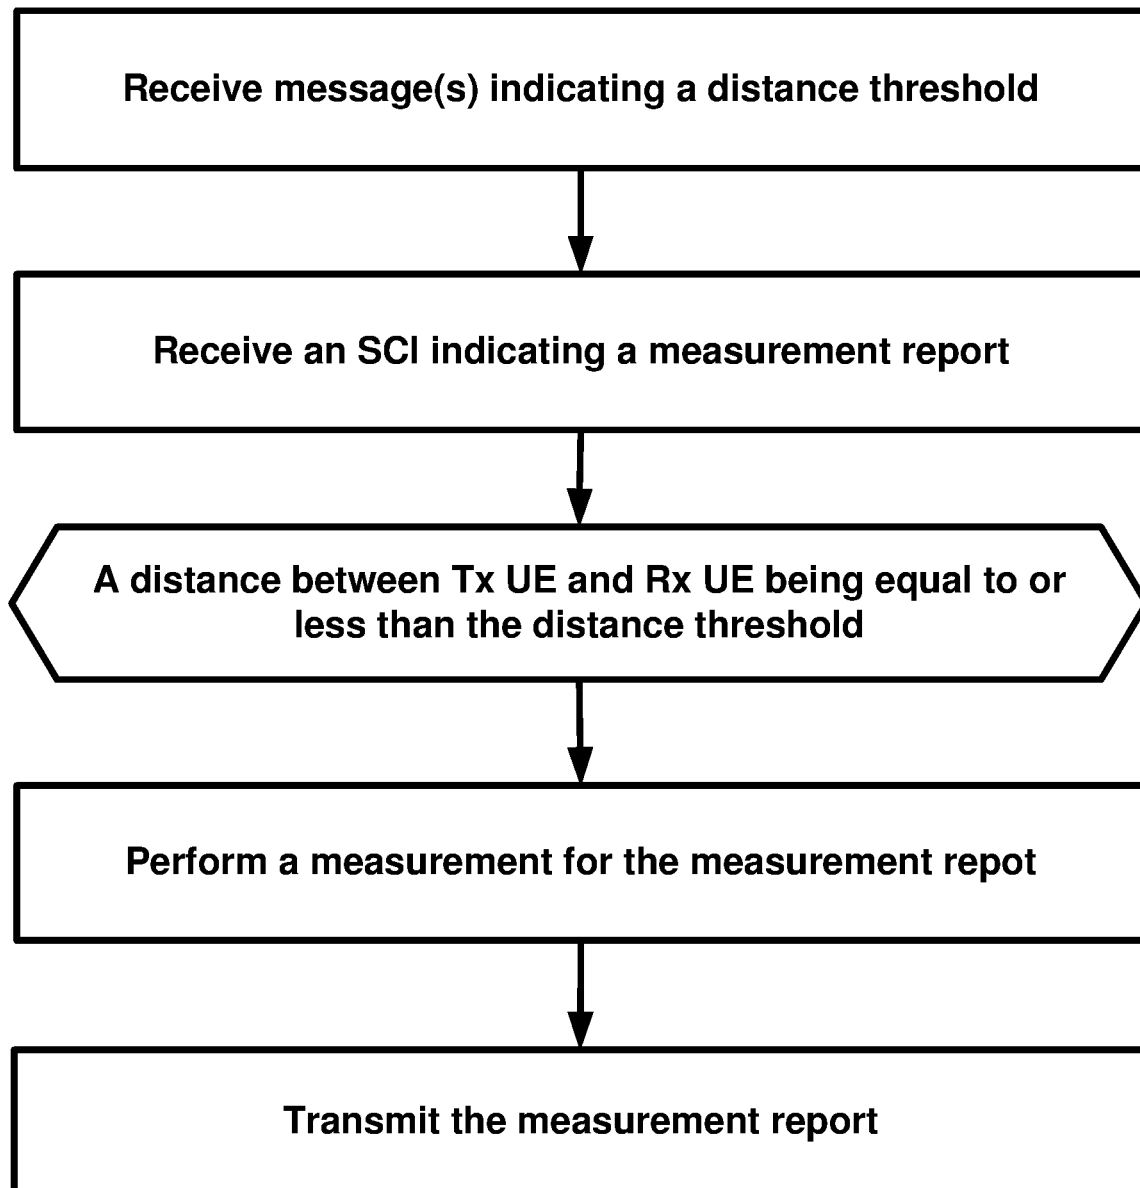 Receive message(s) indicating a distance threshold
Receive an SCI indicating a measurement report
A distance between Tx UE and Rx UE being equal to or
less than the distance threshold
Perform a measurement for the measurement repot
Transmit the measurement report